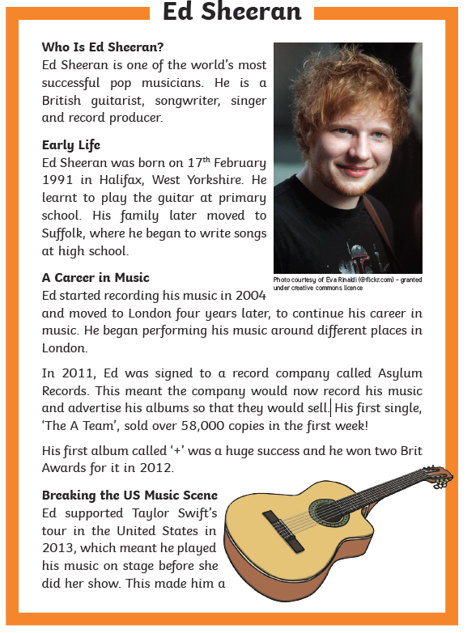 Ed Sheeran
Who Is Ed Sheeran?
Ed Sheeran is one of the world's most
successful pop musicians. He is a
British guitarist, songwriter, singer
and record producer.
Early Life
Ed Sheeran was born on 17th February
1991 in Halifax, West Yorkshire. He
learnt to play the guitar at primary
school. His family later moved to
Suffolk, where he began to write songs
at high school.
Photo courtesy of Eva Rinaldi (@flickr.com) – granted
under creative commons licence
A Career in Music
Ed started recording his music in 2004
and moved to London four years later, to continue his career in
music. He began performing his music around different places in
London.
In 2011, Ed was signed to a record company called Asylum
Records. This meant the company would now record his music
and advertise his albums so that they would sell. His first single,
'The A Team', sold over 58,000 copies in the first week!
His first album called '+' was a huge success and he won two Brit
Awards for it in 2012.
Breaking the US Music Scene
Ed supported Taylor Swift's
tour in the United States in
2013, which meant he played
his music on stage before she
did her show. This made him a